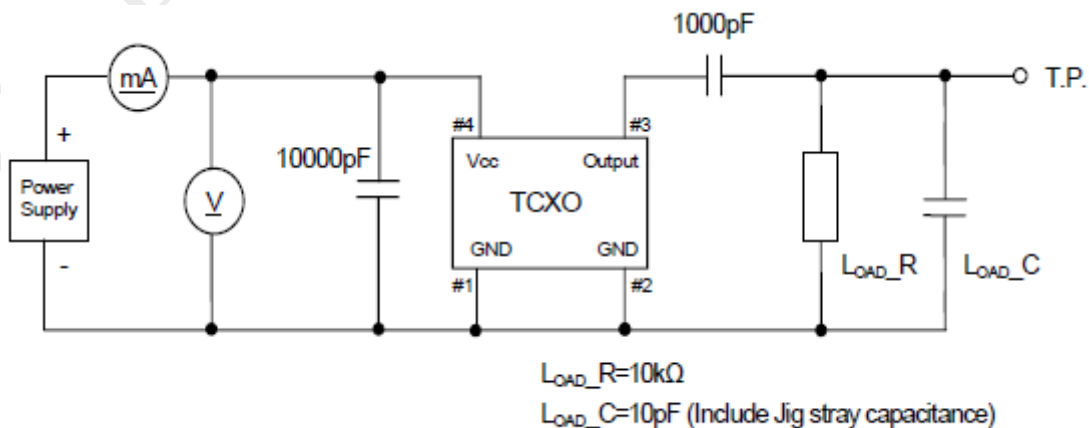 1000pF
mA
T.P.
+
#4
#3
10000pF
Vcc
Output
Power
Supply
V
TCXO
-
GND
GND
LOAD_R
LOAD_C
#1
#2
LOAD_R=10kΩ
LOAD_C=10pF (Include Jig stray capacitance)